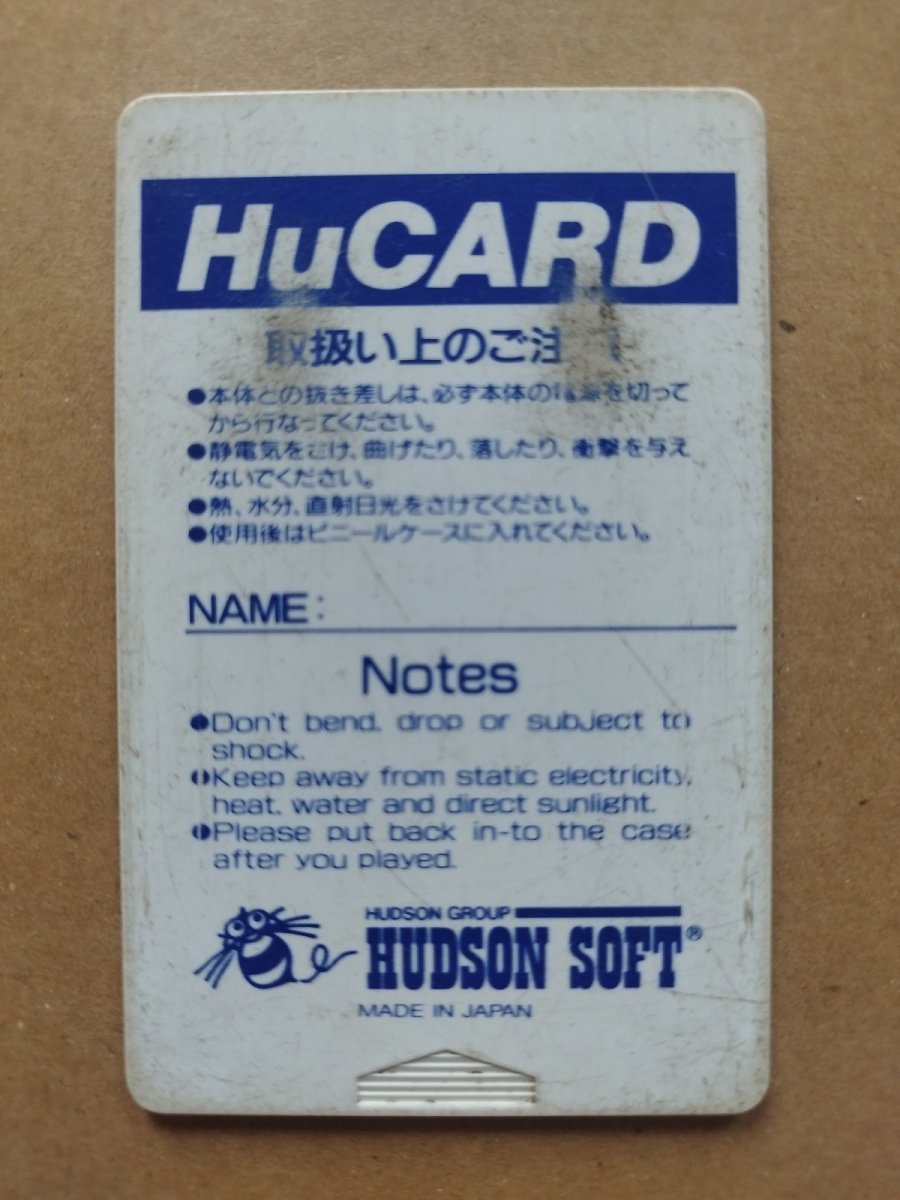 HuCARD
取扱い上のご注
●本体との抜き差しは、必ず本体の電源を切って
から行なってください。
●静電気をさけ、曲げたり、落したり、衝撃を与え
ないでください。
●熱、水分、直射日光をさけてください。
●使用後はビニールケースに入れてください。
NAME:
Notes
●Don't bend, drop or subject to
shock.
●Keep away from static electricity,
heat, water and direct sunlight.
●Please put back in-to the case
after you played.
HUDSON GROUP
HUDSON SOFT®
MADE IN JAPAN